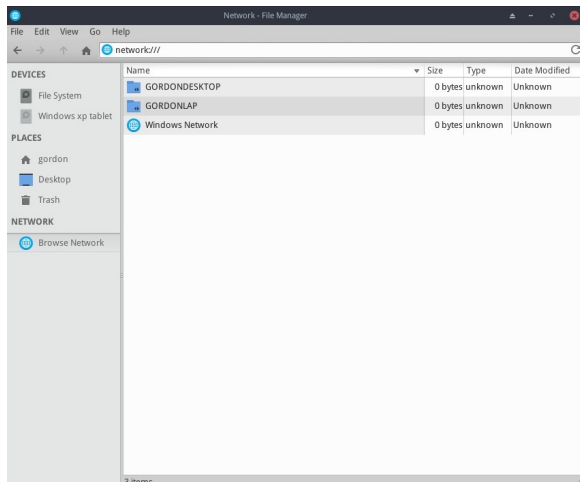 Network - File Manager
File Edit View Go Help
network:///
DEVICES
File System
Windows xp tablet
PLACES
gordon
Desktop
Trash
NETWORK
Browse Network
Name Size Type Date Modified
GORDONDESKTOP 0 bytes unknown Unknown
GORDONLAP 0 bytes unknown Unknown
Windows Network 0 bytes unknown Unknown
3 items